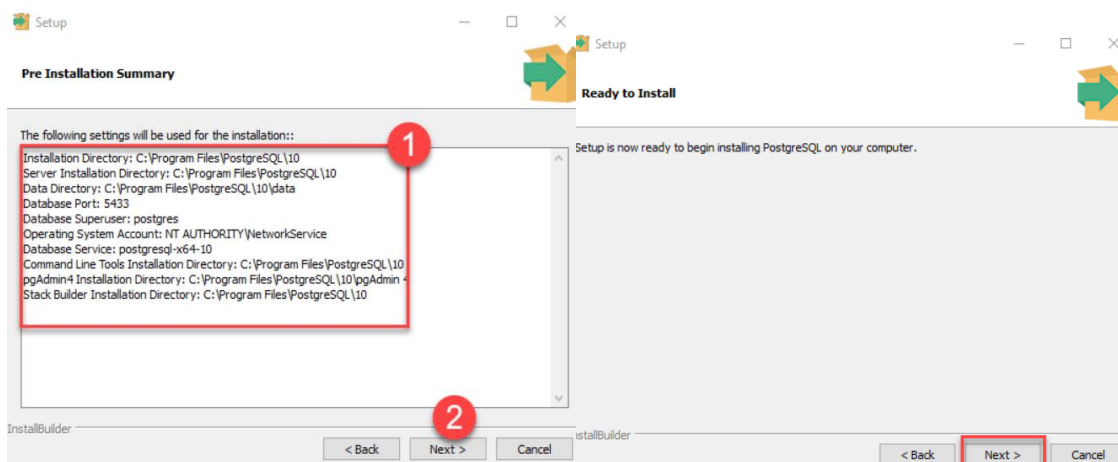 Setup
Pre Installation Summary
The following settings will be used for the installation::
1
Installation Directory: C:\Program Files\PostgreSQL\10
Server Installation Directory: C:\Program Files\PostgreSQL\10
Data Directory: C:\Program Files\PostgreSQL\10\data
Database Port: 5433
Database Superuser: postgres
Operating System Account: NT AUTHORITY\NetworkService
Database Service: postgresql-x64-10
Command Line Tools Installation Directory: C:\Program Files\PostgreSQL\10
pgAdmin4 Installation Directory: C:\Program Files\PostgreSQL\10\pgAdmin 4
Stack Builder Installation Directory: C:\Program Files\PostgreSQL\10
2
InstallBuilder
< Back Next > Cancel
Setup
Ready to Install
Setup is now ready to begin installing PostgreSQL on your computer.
nstallBuilder
< Back Next > Cancel